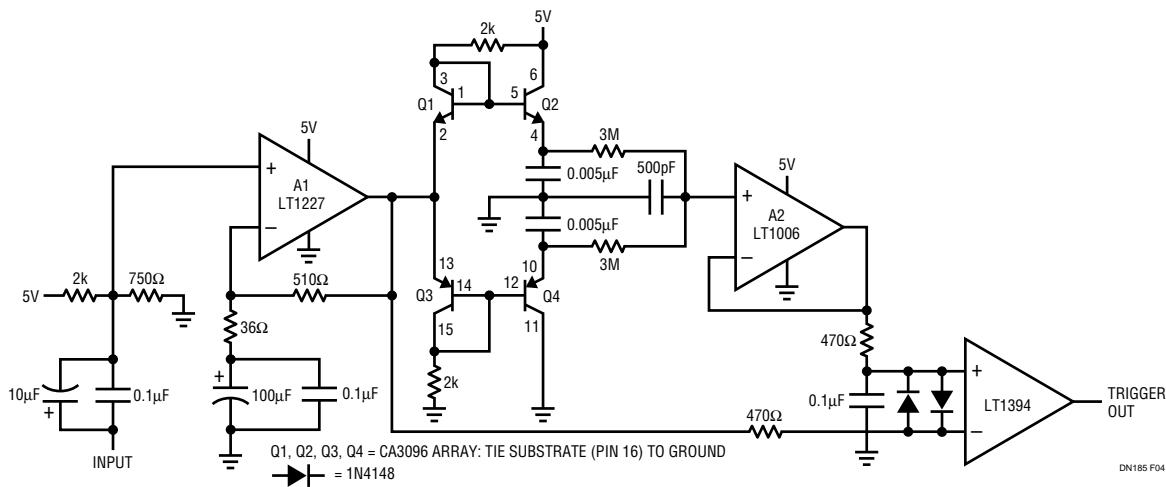 5V
2k
3
1
Q1
2
6
5
Q2
4
3M
0.005µF
500pF
0.005µF
3M
5V
+
A1
LT1227
−
5V
+
A2
LT1006
−
13
14
Q3
15
10
12
Q4
11
2k
5V
2k
750Ω
510Ω
36Ω
10µF
+
0.1µF
+
100µF
0.1µF
INPUT
470Ω
0.1µF
470Ω
+
LT1394
−
TRIGGER
OUT
Q1, Q2, Q3, Q4 = CA3096 ARRAY: TIE SUBSTRATE (PIN 16) TO GROUND
= 1N4148
DN185 F04